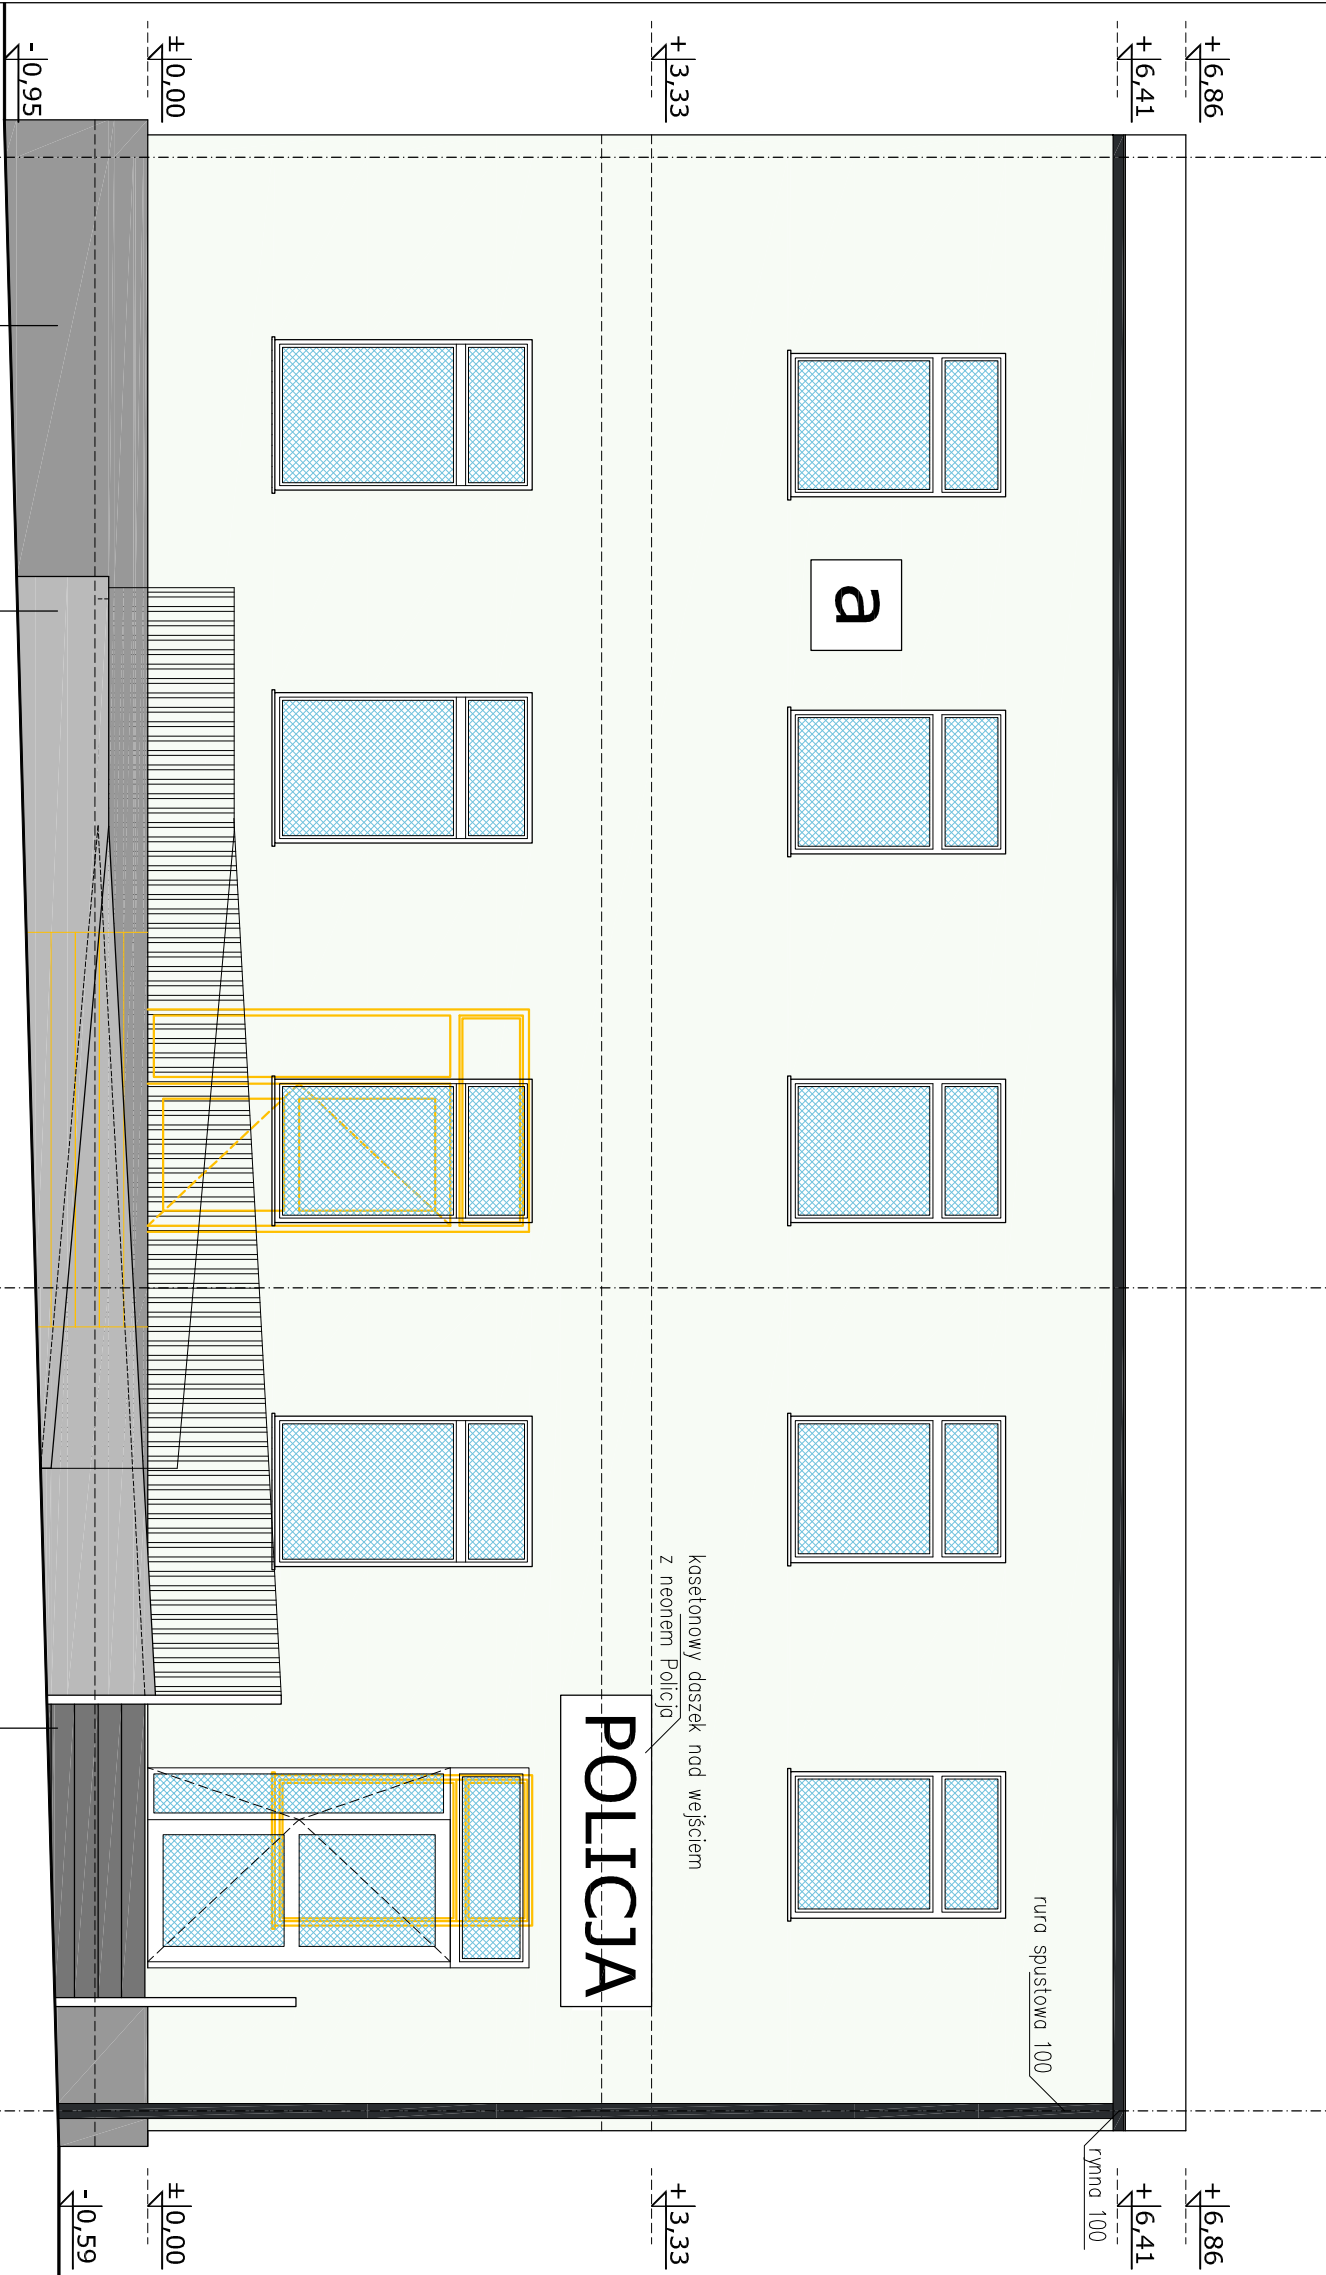 +6,86
+6,41
+3,33
±0,00
-0,95
a
rura spustowa 100
rynna 100
kasetonowy daszek nad wejściem
z neonem Policja
POLICJA
+6,86
+6,41
+3,33
±0,00
-0,59